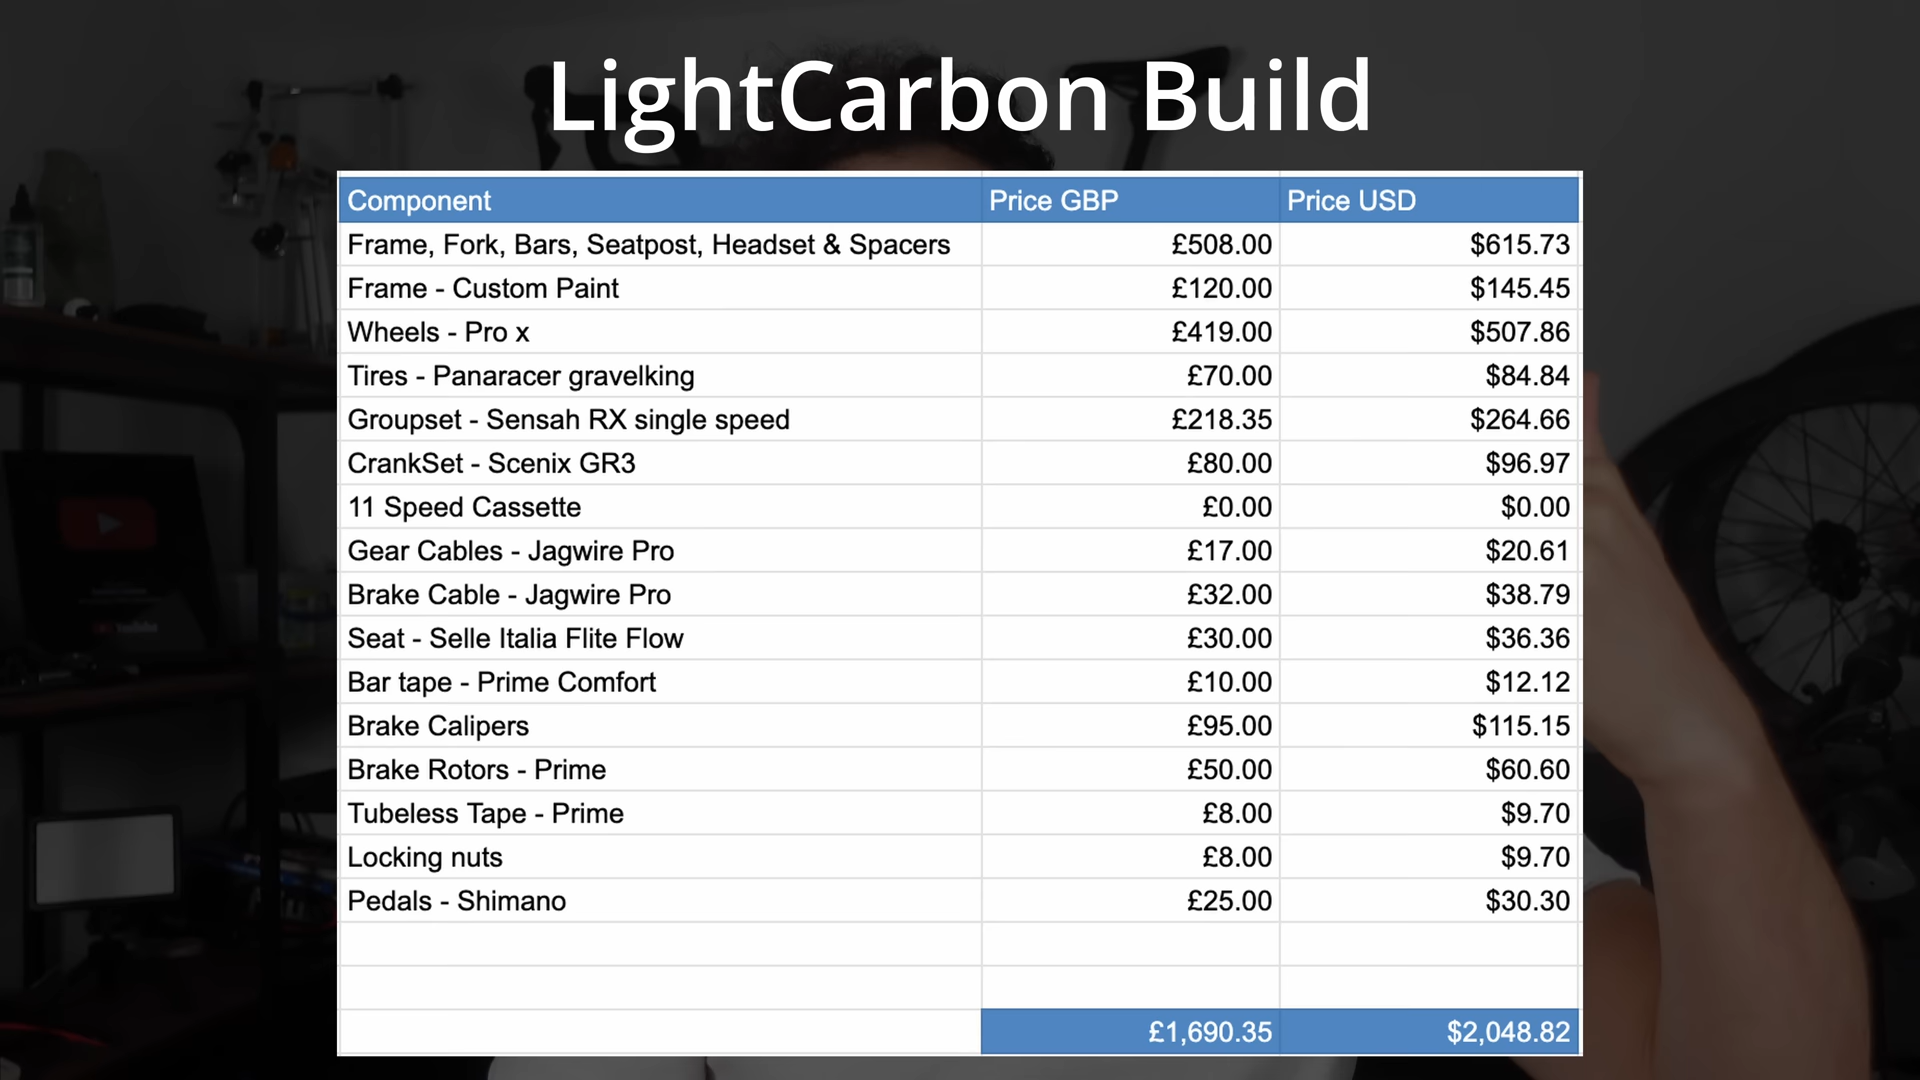 LightCarbon Build
Component Price GBP Price USD
Frame, Fork, Bars, Seatpost, Headset & Spacers £508.00 $615.73
Frame - Custom Paint £120.00 $145.45
Wheels - Pro x £419.00 $507.86
Tires - Panaracer gravelking £70.00 $84.84
Groupset - Sensah RX single speed £218.35 $264.66
CrankSet - Scenix GR3 £80.00 $96.97
11 Speed Cassette £0.00 $0.00
Gear Cables - Jagwire Pro £17.00 $20.61
Brake Cable - Jagwire Pro £32.00 $38.79
Seat - Selle Italia Flite Flow £30.00 $36.36
Bar tape - Prime Comfort £10.00 $12.12
Brake Calipers £95.00 $115.15
Brake Rotors - Prime £50.00 $60.60
Tubeless Tape - Prime £8.00 $9.70
Locking nuts £8.00 $9.70
Pedals - Shimano £25.00 $30.30
£1,690.35 $2,048.82